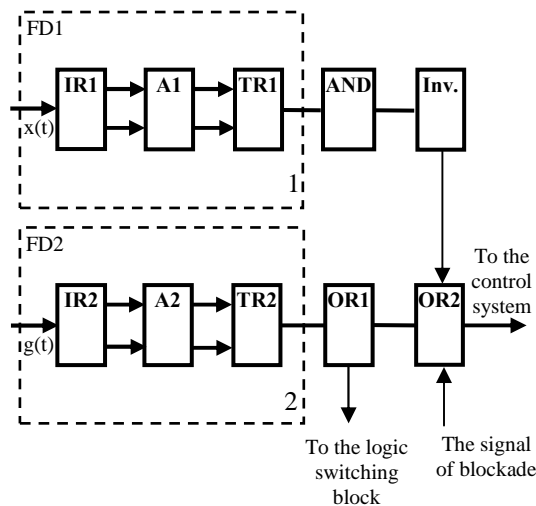 FD1
IR1
A1
TR1
AND
Inv.
x(t)
1
FD2
To the
control
system
IR2
A2
TR2
OR1
OR2
g(t)
2
To the logic
switching
block
The signal
of blockade